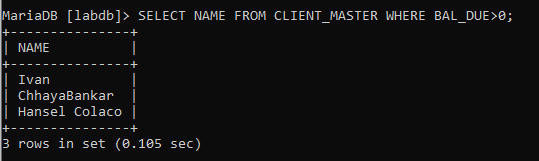 MariaDB [labdb]> SELECT NAME FROM CLIENT_MASTER WHERE BAL_DUE>0;
+---------------+
| NAME          |
+---------------+
| Ivan          |
| ChhayaBankar  |
| Hansel Colaco |
+---------------+
3 rows in set (0.105 sec)